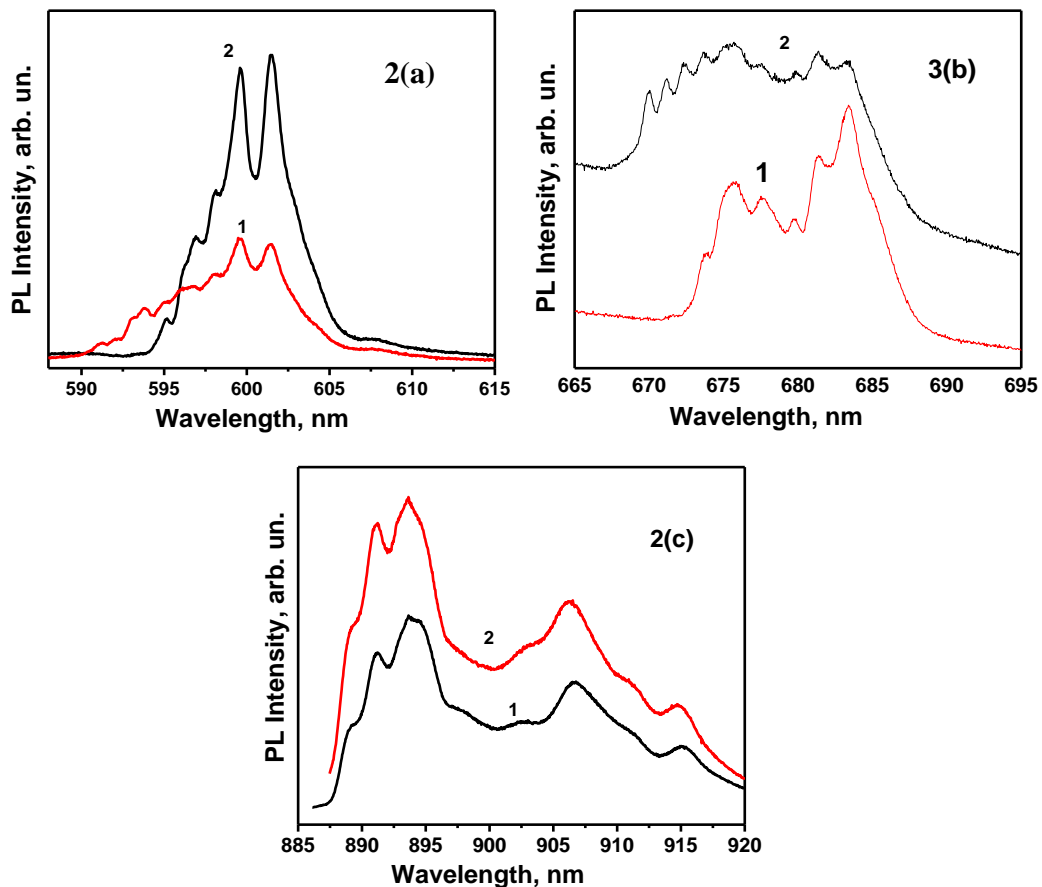 2
2(a)
1
PL Intensity, arb. un.
590 595 600 605 610 615
Wavelength, nm
2
3(b)
1
PL Intensity, arb. un.
665 670 675 680 685 690 695
Wavelength, nm
2(c)
2
1
PL Intensity, arb. un.
885 890 895 900 905 910 915 920
Wavelength, nm